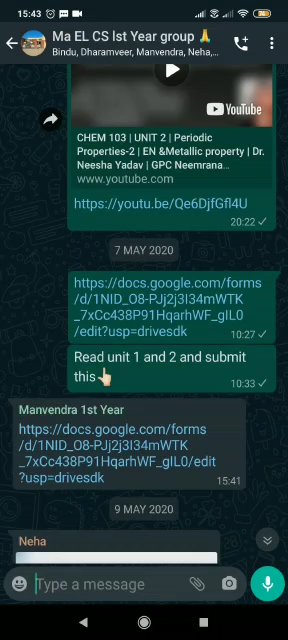 15:43
Ma EL CS Ist Year group 🙏
Bindu, Dharamveer, Manvendra, Neha,...
YouTube
CHEM 103 | UNIT 2 | Periodic
Properties-2 | EN &Metallic property | Dr.
Neesha Yadav | GPC Neemrana...
www.youtube.com
https://youtu.be/Qe6DjfGfl4U
20:22
7 MAY 2020
https://docs.google.com/forms
/d/1NID_O8-PJj2j3I34mWTK
_7xCc438P91HqarhWF_gIL0
/edit?usp=drivesdk
10:27
Read unit 1 and 2 and submit
this👆🏻
10:33
Manvendra 1st Year
https://docs.google.com/forms
/d/1NID_O8-PJj2j3I34mWTK
_7xCc438P91HqarhWF_gIL0/edit
?usp=drivesdk
15:41
9 MAY 2020
Neha
Type a message